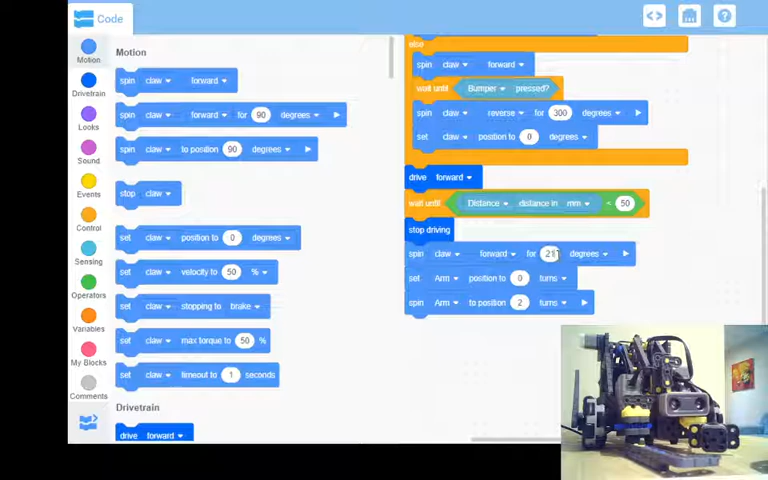 Code
Motion
Motion
Drivetrain
Looks
Sound
Events
Control
Sensing
Operators
Variables
My Blocks
Comments
spin claw forward
spin claw forward for 90 degrees
spin claw to position 90 degrees
stop claw
set claw position to 0 degrees
set claw velocity to 50 %
set claw stopping to brake
set claw max torque to 50 %
set claw timeout to 1 seconds
Drivetrain
drive forward
else
spin claw forward
wait until Bumper pressed?
spin claw reverse for 300 degrees
set claw position to 0 degrees
drive forward
wait until Distance distance in mm < 50
stop driving
spin claw forward for degrees
set Arm position to 0 turns
spin Arm to position 2 turns